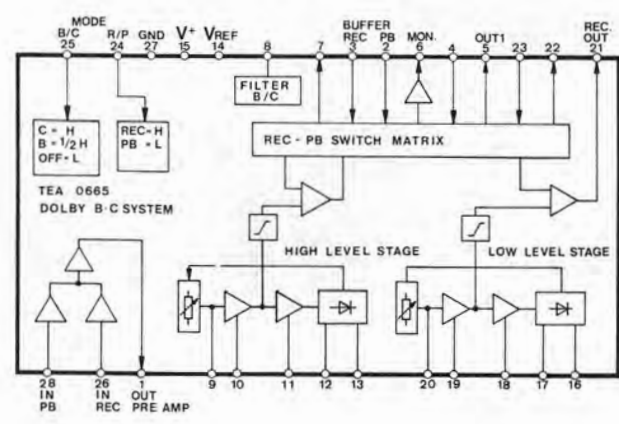 MODE
B/C
25
R/P
24
GND
27
V+
15
VREF
14
8
7
BUFFER
REC
3
PB
2
MON.
6
4
OUT1
5
23
22
REC.
OUT
21
FILTER
B/C
C = H
B = 1/2 H
OFF = L
REC = H
PB = L
REC - PB SWITCH MATRIX
TEA 0665
DOLBY B·C SYSTEM
HIGH LEVEL STAGE
LOW LEVEL STAGE
28
IN
PB
26
IN
REC
1
OUT
PRE AMP
9
10
11
12
13
20
19
18
17
16